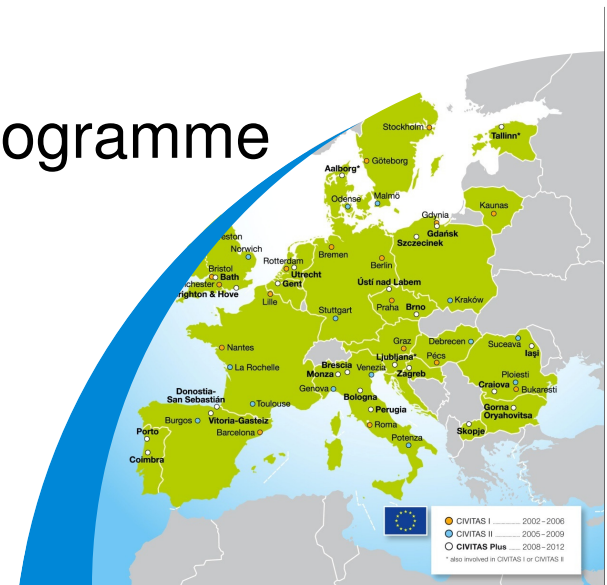 ogramme
Stockholm
Tallinn*
Göteborg
Aalborg*
Odense
Malmö
Kaunas
Gdynia
Gdańsk
Szczecinek
eston
Norwich
Bremen
Rotterdam
Berlin
Bristol
Bath
Utrecht
chester
Gent
Ústí nad Labem
righton & Hove
Lille
Kraków
Praha
Brno
Stuttgart
Nantes
Graz
Debrecen
Suceava
Ljubljana*
Pécs
Iaşi
La Rochelle
Brescia
Venezia
Zagreb
Monza
Ploiesti
Genova
Craiova
Bukaresti
Donostia-
San Sebastián
Toulouse
Bologna
Gorna
Oryahovitsa
Perugia
Burgos
Vitoria-Gasteiz
Porto
Barcelona
Roma
Skopje
Potenza
Coimbra
CIVITAS I ............ 2002–2006
CIVITAS II ........... 2005–2009
CIVITAS Plus ..... 2008–2012
* also involved in CIVITAS I or CIVITAS II